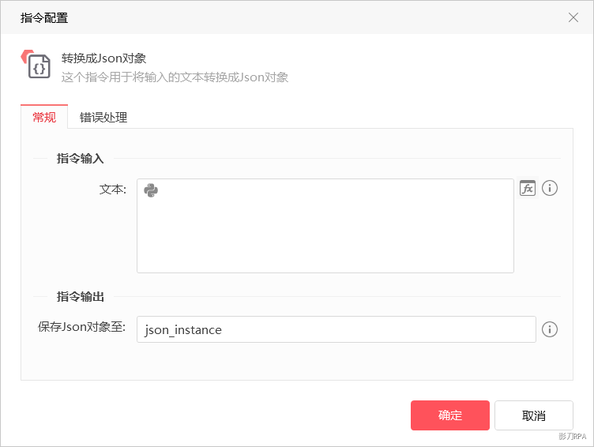 指令配置
转换成Json对象
这个指令用于将输入的文本转换成Json对象
常规 错误处理
指令输入
文本:
fx
指令输出
保存Json对象至: json_instance
确定 取消
影刀RPA